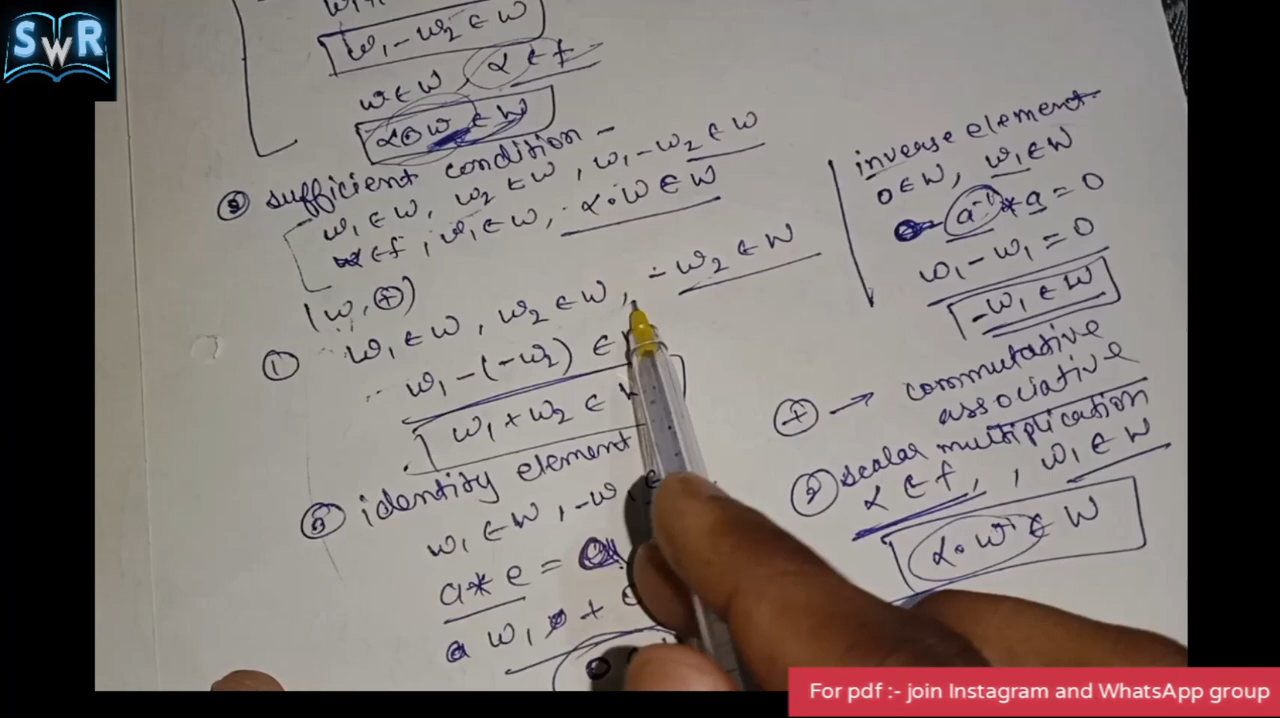 SWR
w₁ - w₂ ∈ W
w ∈ W, α ∈ f
α⊙w ∈ W
② sufficient condition -
w₁ ∈ W, w₂ ∈ W, w₁ - w₂ ∈ W
α ∈ f, w₁ ∈ W, α·w ∈ W
(W, ⊕)
① w₁ ∈ W, w₂ ∈ W, -w₂ ∈ W
w₁ - (-w₂) ∈
w₁ + w₂ ∈
③ identity element
w₁ ∈ W, -w
a * e =
w₁ +
inverse element
0 ∈ W, w₁ ∈ W
a⁻¹ * a = 0
w₁ - w₁ = 0
-w₁ ∈ W
⊕ → commutative
associative
② scalar multiplication
α ∈ f, , w₁ ∈ W
α·w ∈ W
For pdf :- join Instagram and WhatsApp group